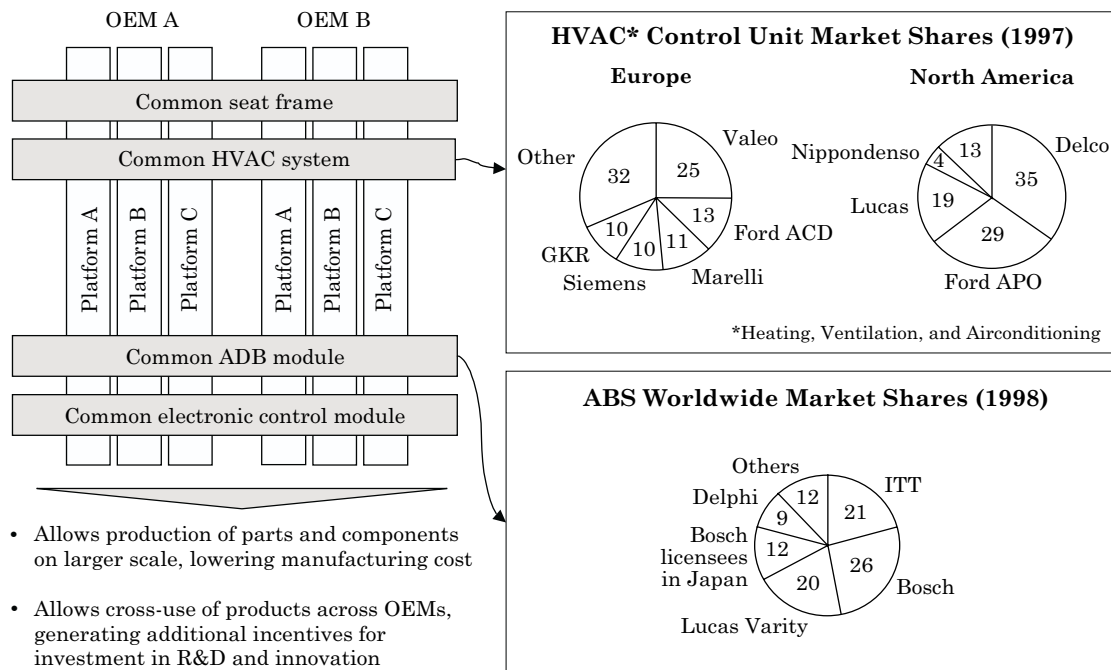 OEM A
OEM B
Common seat frame
Common HVAC system
Platform A
Platform B
Platform C
Platform A
Platform B
Platform C
Common ADB module
Common electronic control module
• Allows production of parts and components
on larger scale, lowering manufacturing cost
• Allows cross-use of products across OEMs,
generating additional incentives for
investment in R&D and innovation
HVAC* Control Unit Market Shares (1997)
Europe
Other
Valeo
32
25
13
Ford ACD
11
Marelli
10
Siemens
10
GKR
North America
Nippondenso
13
Delco
4
35
Lucas
19
29
Ford APO
*Heating, Ventilation, and Airconditioning
ABS Worldwide Market Shares (1998)
Others
12
ITT
21
Delphi
9
Bosch
licensees
in Japan
12
26
Bosch
20
Lucas Varity